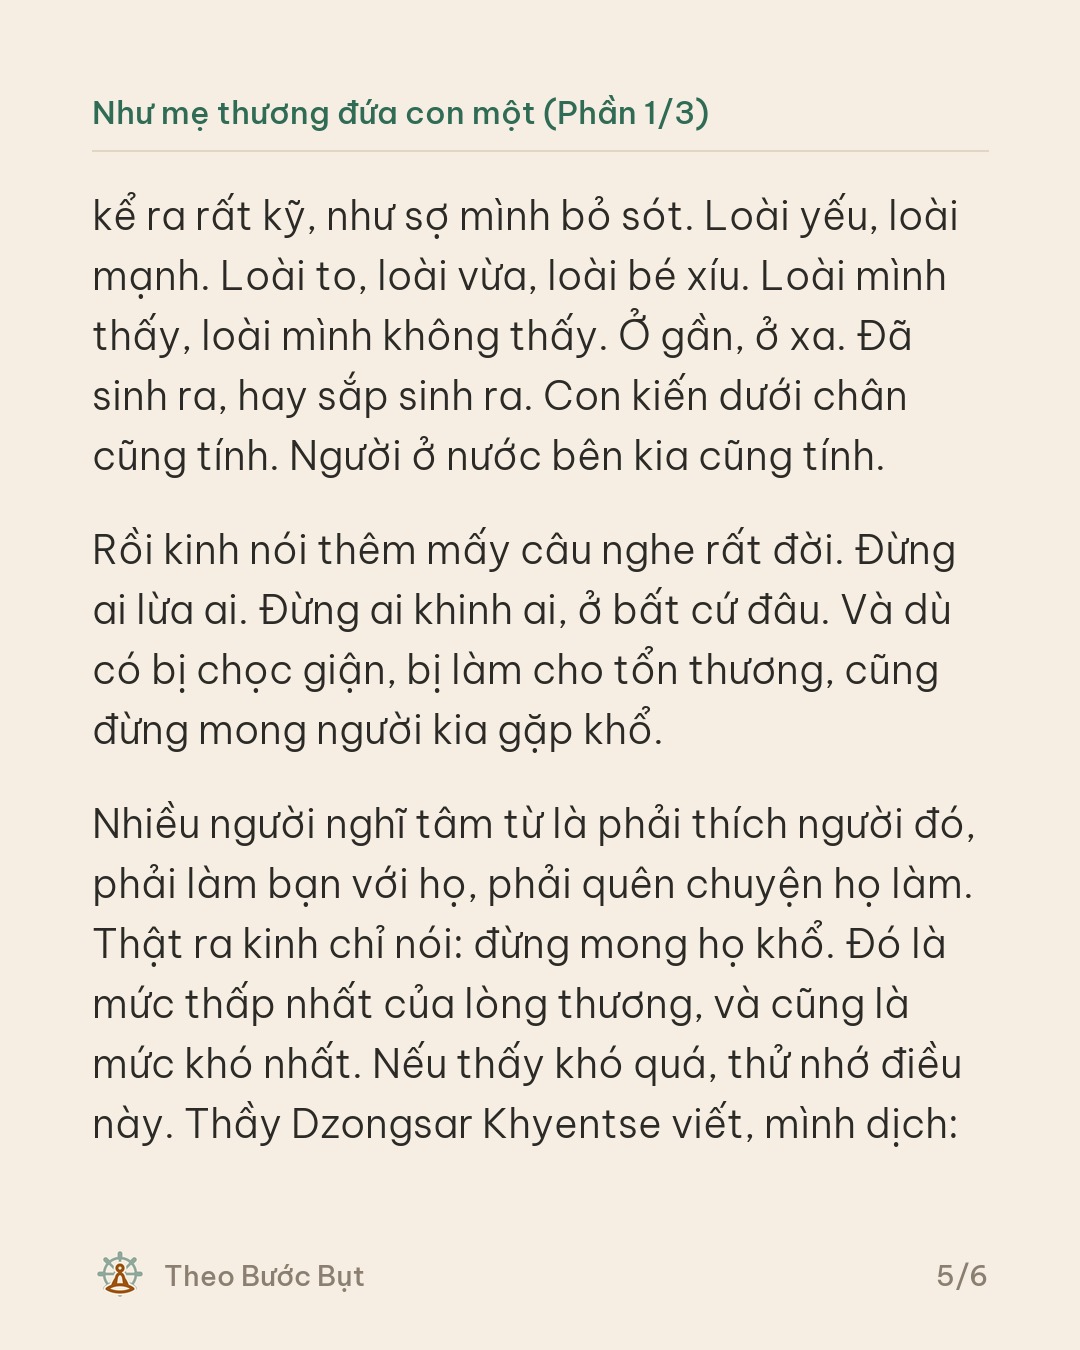 Như mẹ thương đứa con một (Phần 1/3)
kể ra rất kỹ, như sợ mình bỏ sót. Loài yếu, loài
mạnh. Loài to, loài vừa, loài bé xíu. Loài mình
thấy, loài mình không thấy. Ở gần, ở xa. Đã
sinh ra, hay sắp sinh ra. Con kiến dưới chân
cũng tính. Người ở nước bên kia cũng tính.
Rồi kinh nói thêm mấy câu nghe rất đời. Đừng
ai lừa ai. Đừng ai khinh ai, ở bất cứ đâu. Và dù
có bị chọc giận, bị làm cho tổn thương, cũng
đừng mong người kia gặp khổ.
Nhiều người nghĩ tâm từ là phải thích người đó,
phải làm bạn với họ, phải quên chuyện họ làm.
Thật ra kinh chỉ nói: đừng mong họ khổ. Đó là
mức thấp nhất của lòng thương, và cũng là
mức khó nhất. Nếu thấy khó quá, thử nhớ điều
này. Thầy Dzongsar Khyentse viết, mình dịch:
Theo Bước Bụt
5/6